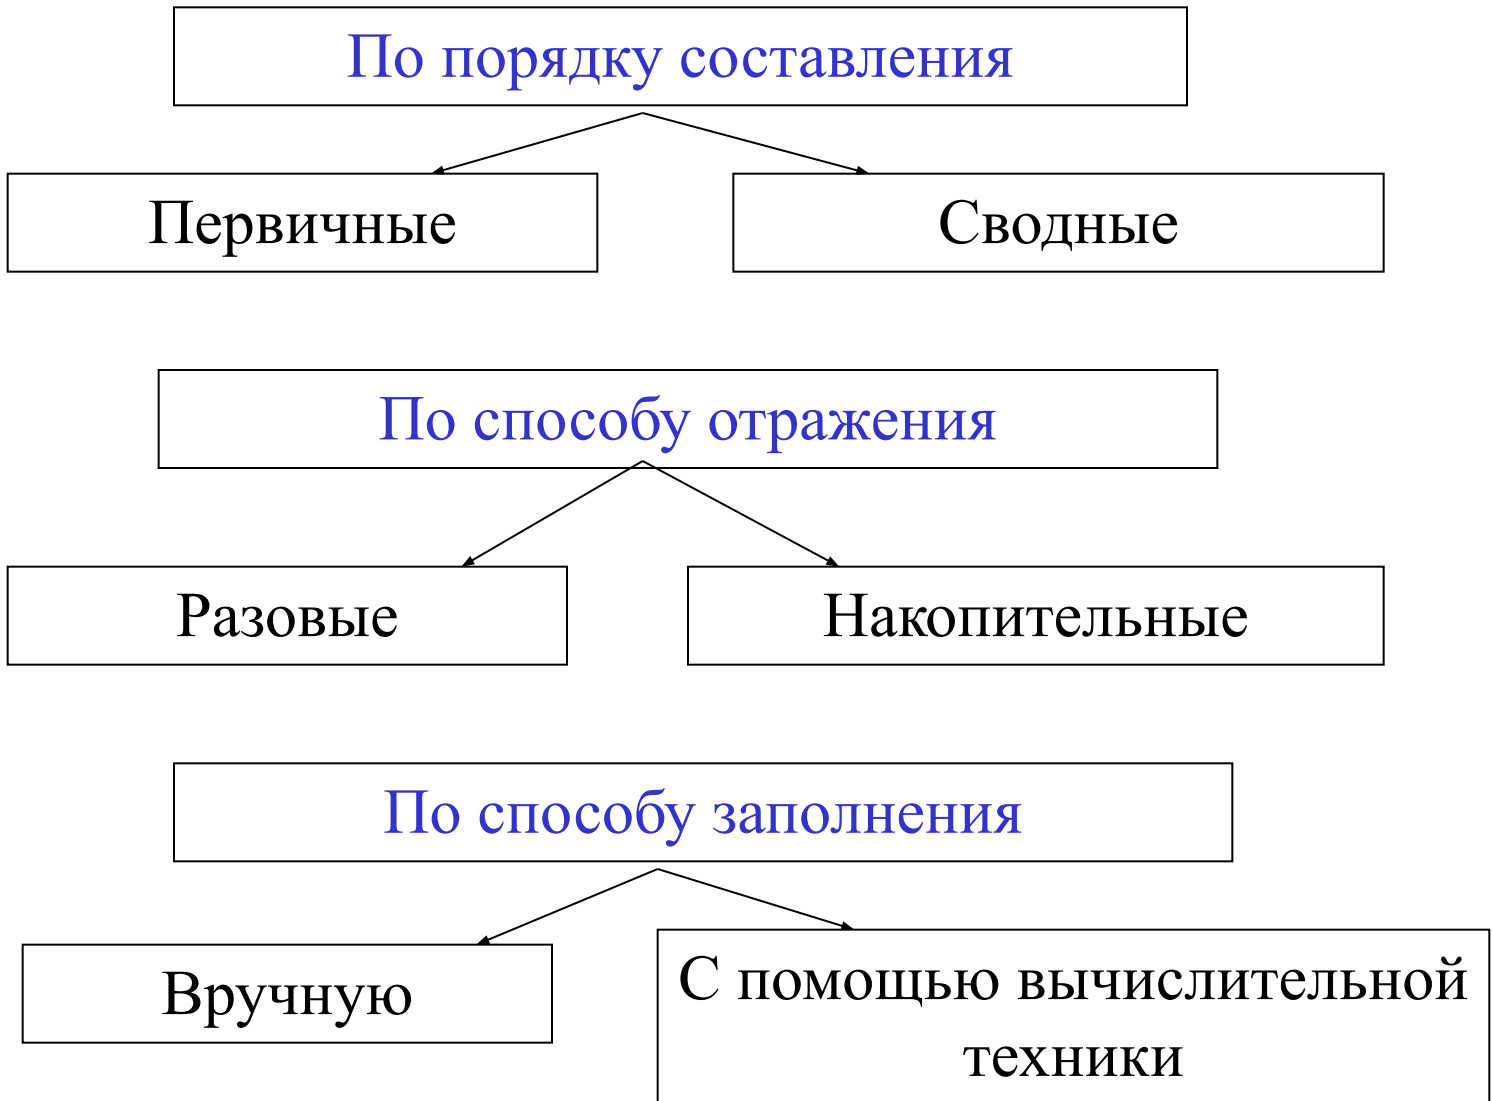 По порядку составления
Первичные
Сводные
По способу отражения
Разовые
Накопительные
По способу заполнения
Вручную
С помощью вычислительной
техники